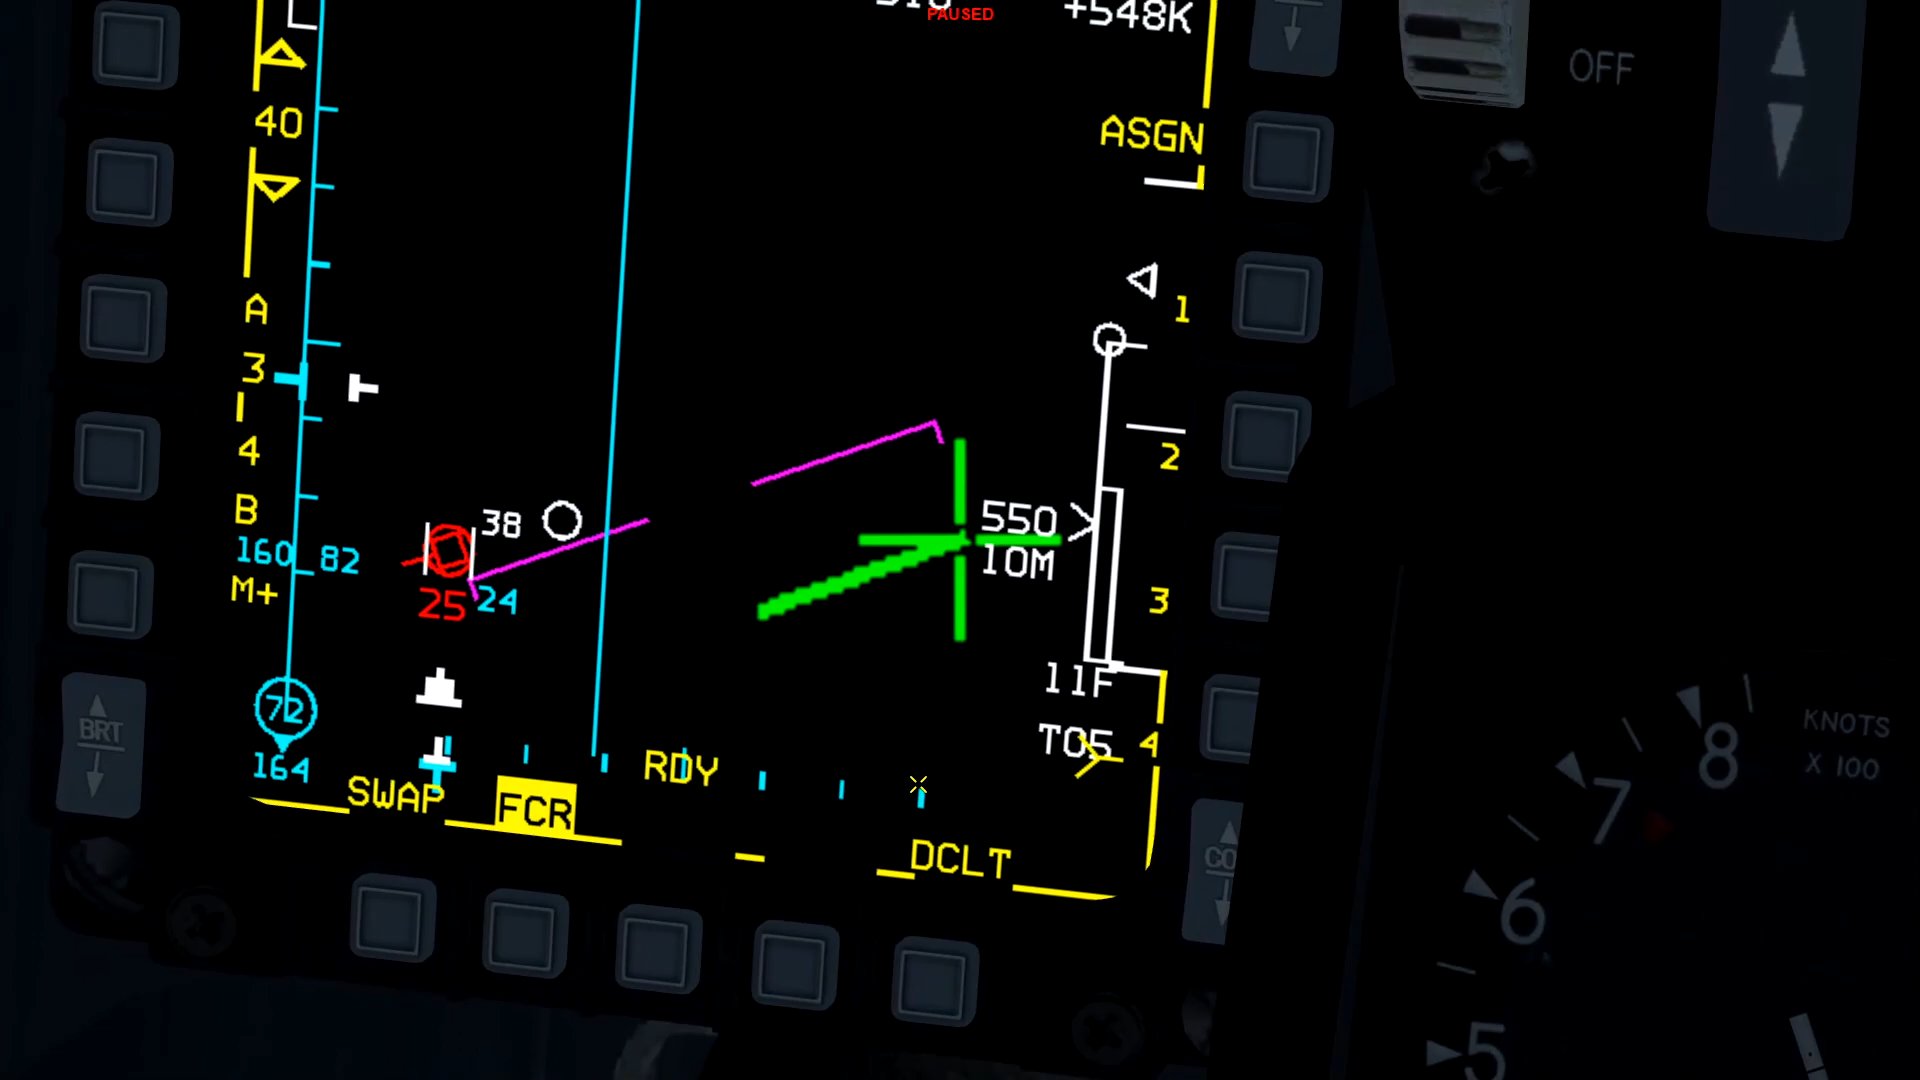 PAUSED
+548K
OFF
40
ASGN
A
1
3
4
2
B
38
550
160 82
10M
M+
25 24
3
11F
72
TO5
4
BRT
164
RDY
SWAP
FCR
DCLT
KNOTS
X 100
8
7
6
5